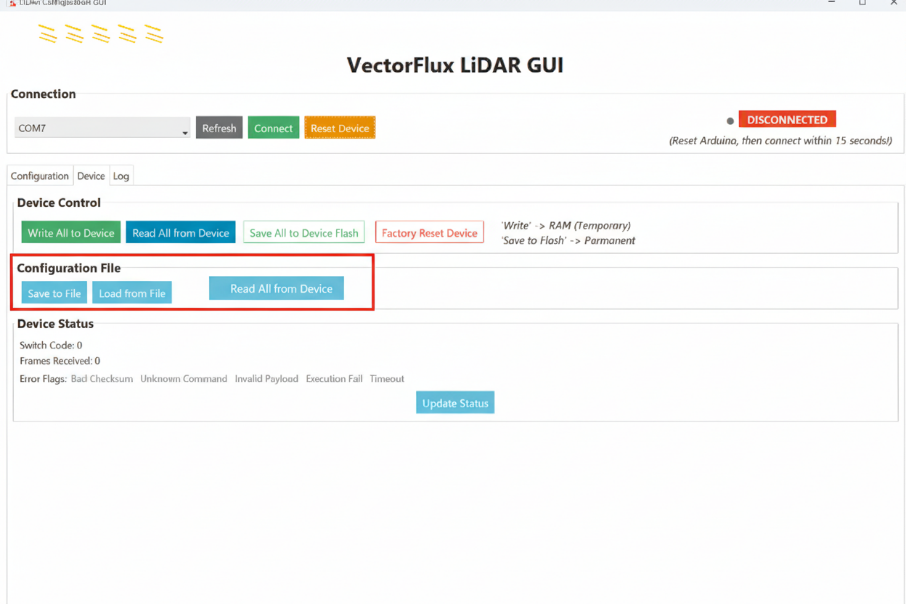 VectorFlux LiDAR GUI
Connection
COM7
Refresh
Connect
Reset Device
DISCONNECTED
(Reset Arduino, then connect within 15 seconds!)
Configuration Device Log
Device Control
Write All to Device
Read All from Device
Save All to Device Flash
Factory Reset Device
'Write' -> RAM (Temporary)
'Save to Flash' -> Parmanent
Configuration File
Save to File
Load from File
Read All from Device
Device Status
Switch Code: 0
Frames Received: 0
Error Flags: Bad Checksum Unknown Command Invalid Payload Execution Fail Timeout
Update Status